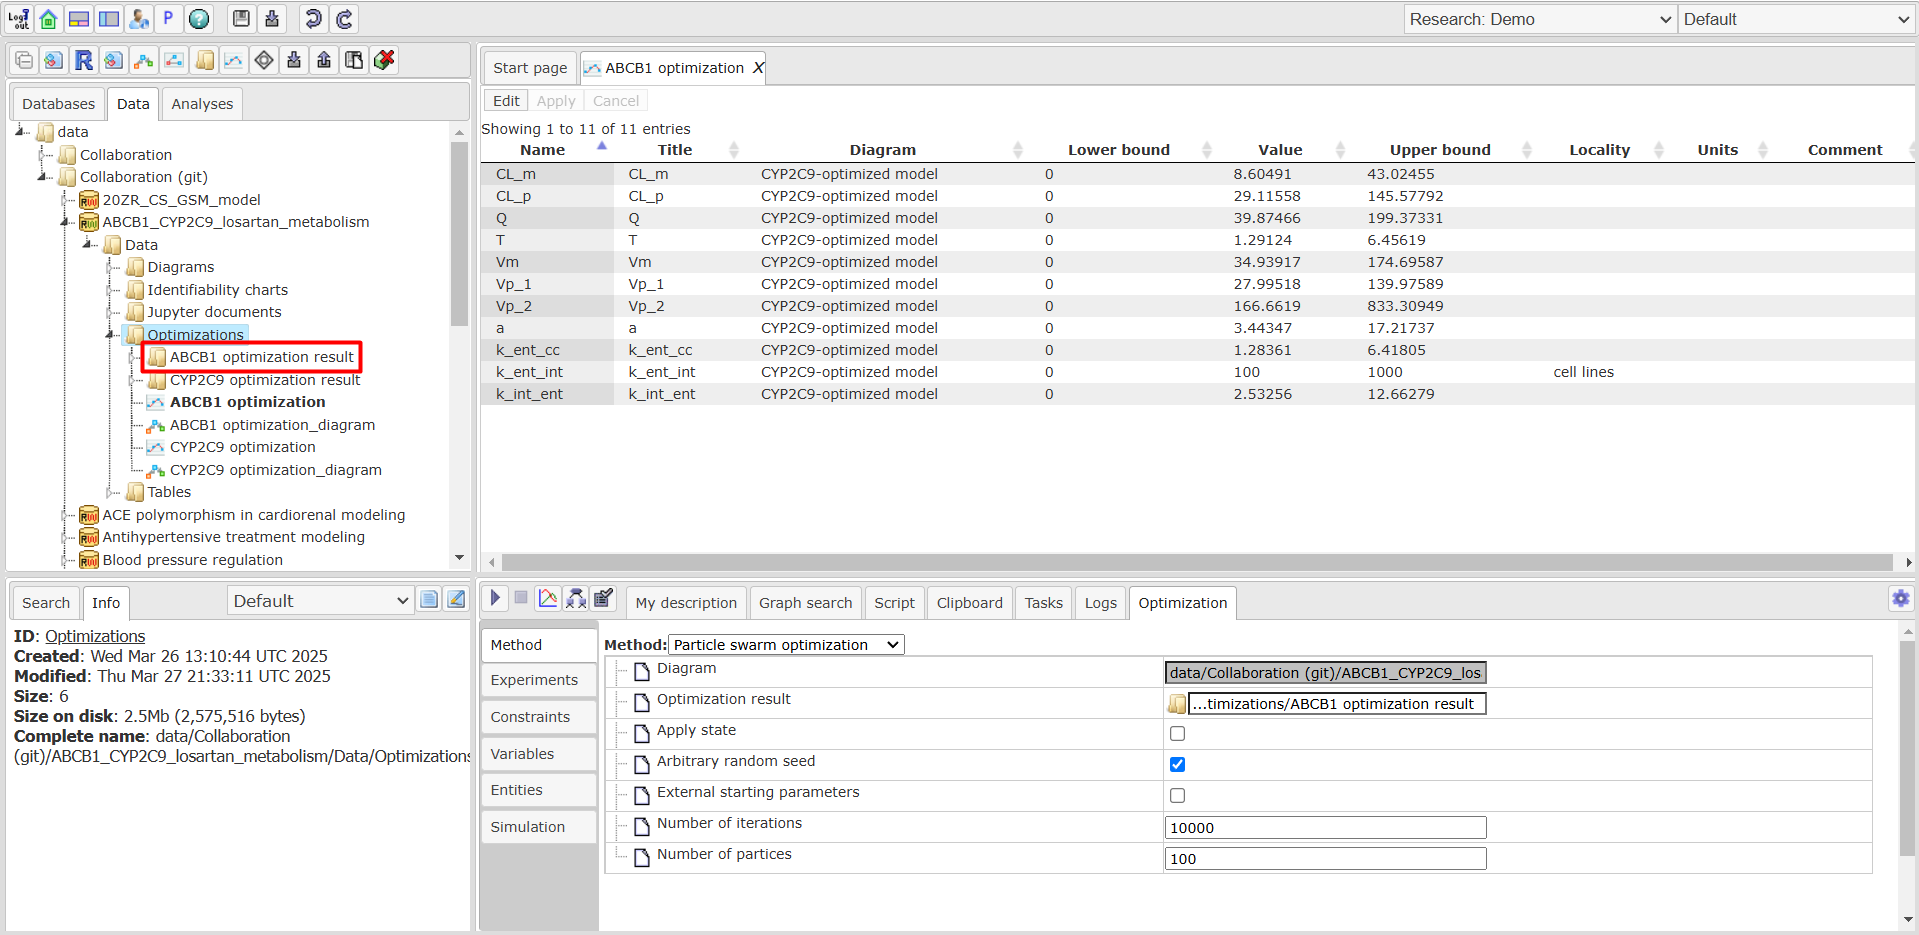 Log out
P
?
Research: Demo
Default
R
Databases
Data
Analyses
data
Collaboration
Collaboration (git)
20ZR_CS_GSM_model
ABCB1_CYP2C9_losartan_metabolism
Data
Diagrams
Identifiability charts
Jupyter documents
Optimizations
ABCB1 optimization result
CYP2C9 optimization result
ABCB1 optimization
ABCB1 optimization_diagram
CYP2C9 optimization
CYP2C9 optimization_diagram
Tables
ACE polymorphism in cardiorenal modeling
Antihypertensive treatment modeling
Blood pressure regulation
Start page
ABCB1 optimization X
Edit Apply Cancel
Showing 1 to 11 of 11 entries
Name Title Diagram Lower bound Value Upper bound Locality Units Comment
CL_m CL_m CYP2C9-optimized model 0 8.60491 43.02455
CL_p CL_p CYP2C9-optimized model 0 29.11558 145.57792
Q Q CYP2C9-optimized model 0 39.87466 199.37331
T T CYP2C9-optimized model 0 1.29124 6.45619
Vm Vm CYP2C9-optimized model 0 34.93917 174.69587
Vp_1 Vp_1 CYP2C9-optimized model 0 27.99518 139.97589
Vp_2 Vp_2 CYP2C9-optimized model 0 166.6619 833.30949
a a CYP2C9-optimized model 0 3.44347 17.21737
k_ent_cc k_ent_cc CYP2C9-optimized model 0 1.28361 6.41805
k_ent_int k_ent_int CYP2C9-optimized model 0 100 1000 cell lines
k_int_ent k_int_ent CYP2C9-optimized model 0 2.53256 12.66279
Search
Info
Default
ID: Optimizations
Created: Wed Mar 26 13:10:44 UTC 2025
Modified: Thu Mar 27 21:33:11 UTC 2025
Size: 6
Size on disk: 2.5Mb (2,575,516 bytes)
Complete name: data/Collaboration
(git)/ABCB1_CYP2C9_losartan_metabolism/Data/Optimizations
My description
Graph search
Script
Clipboard
Tasks
Logs
Optimization
Method
Experiments
Constraints
Variables
Entities
Simulation
Method: Particle swarm optimization
Diagram data/Collaboration (git)/ABCB1_CYP2C9_los
Optimization result ...timizations/ABCB1 optimization result
Apply state
Arbitrary random seed
External starting parameters
Number of iterations 10000
Number of partices 100